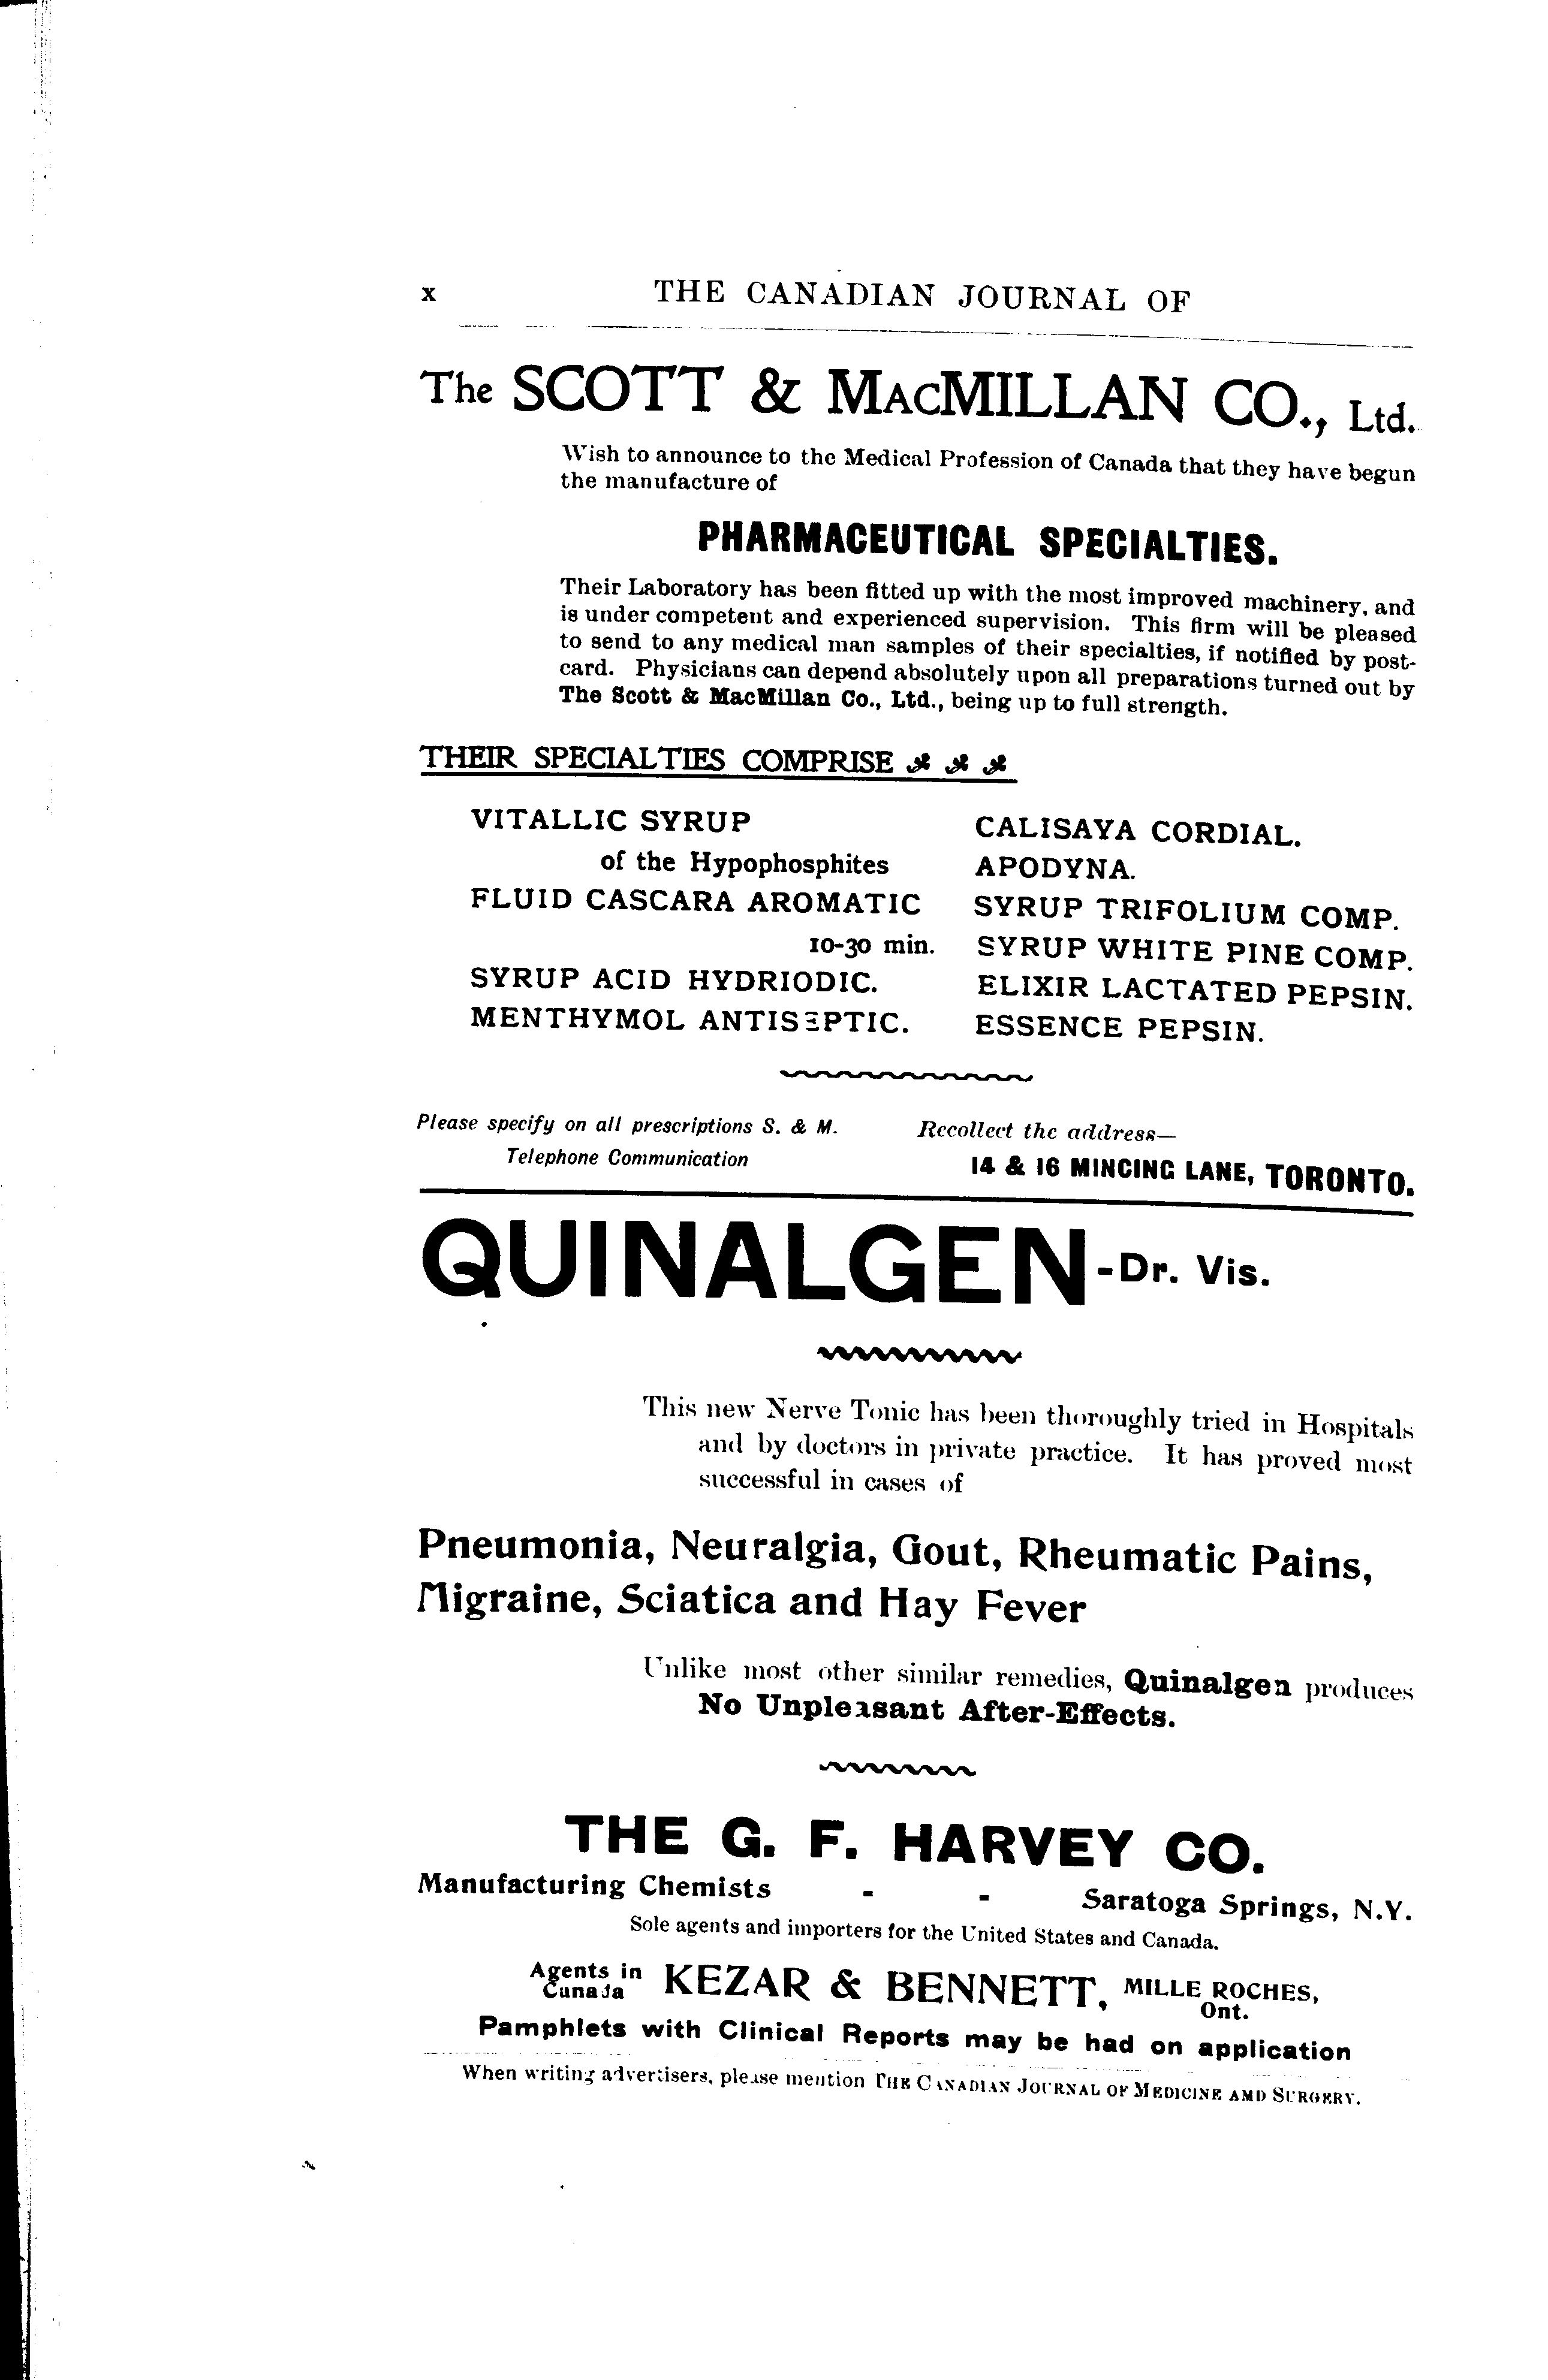 x THE CANADIAN JOURNAL OF
The SCOTT & MACMILLAN CO., Ltd.
Wish to announce to the Medical Profession of Canada that they have begun
the manufacture of
PHARMACEUTICAL SPECIALTIES.
Their Laboratory has been fitted up with the most improved machinery, and
is under competent and experienced supervision. This firm will be pleased
to send to any medical man samples of their specialties, if notified by post-
card. Physicians can depend absolutely upon all preparations turned out by
The Scott & MacMillan Co., Ltd., being up to full strength.
THEIR SPECIALTIES COMPRISE
VITALLIC SYRUP
of the Hypophosphites
FLUID CASCARA AROMATIC
10-30 min.
SYRUP ACID HYDRIODIC.
MENTHYMOL ANTISEPTIC.
CALISAYA CORDIAL.
APODYNA.
SYRUP TRIFOLIUM COMP.
SYRUP WHITE PINE COMP.
ELIXIR LACTATED PEPSIN.
ESSENCE PEPSIN.
Please specify on all prescriptions S. & M.
Telephone Communication
Recollect the address—
14 & 16 MINCING LANE, TORONTO.
QUINALGEN-Dr. Vis.
This new Nerve Tonic has been thoroughly tried in Hospitals
and by doctors in private practice. It has proved most
successful in cases of
Pneumonia, Neuralgia, Gout, Rheumatic Pains,
Migraine, Sciatica and Hay Fever
Unlike most other similar remedies, Quinalgen produces
No Unpleasant After-Effects.
THE G. F. HARVEY CO.
Manufacturing Chemists - - Saratoga Springs, N.Y.
Sole agents and importers for the United States and Canada.
Agents in Canada KEZAR & BENNETT, MILLE ROCHES, Ont.
Pamphlets with Clinical Reports may be had on application
When writing advertisers, please mention THE CANADIAN JOURNAL OF MEDICINE AMD SURGERY.